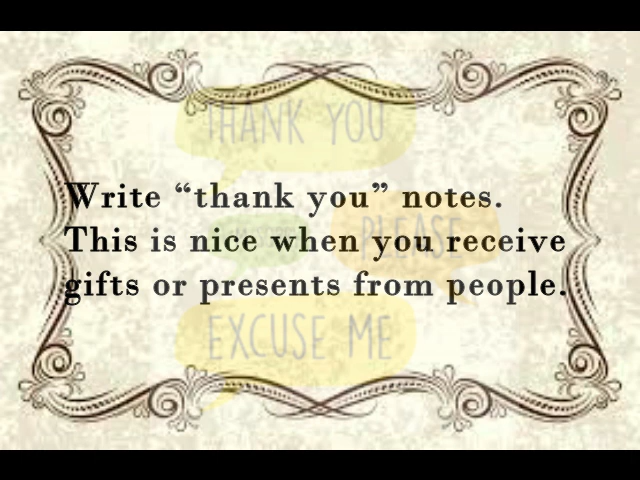 THANK YOU
Write “thank you” notes.
This is nice when you receive
PLEASE
gifts or presents from people.
EXCUSE ME